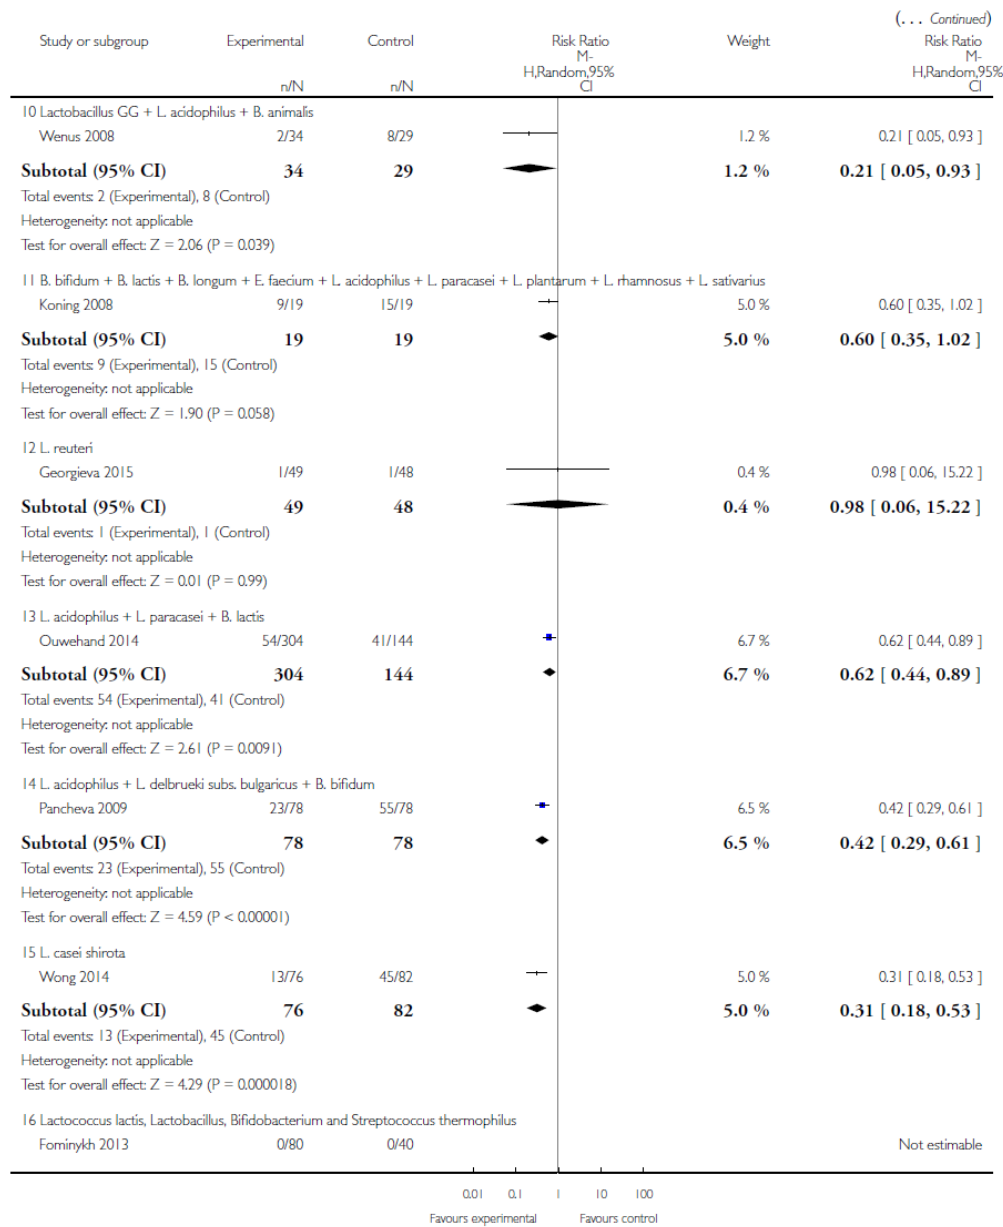 (... Continued)
Study or subgroup Experimental Control Risk Ratio Weight Risk Ratio
M- M-
H,Random,95% H,Random,95%
n/N n/N CI CI
10 Lactobacillus GG + L. acidophilus + B. animalis
Wenus 2008 2/34 8/29 1.2 % 0.21 [ 0.05, 0.93 ]
Subtotal (95% CI) 34 29 1.2 % 0.21 [ 0.05, 0.93 ]
Total events: 2 (Experimental), 8 (Control)
Heterogeneity: not applicable
Test for overall effect: Z = 2.06 (P = 0.039)
11 B. bifidum + B. lactis + B. longum + E. faecium + L. acidophilus + L. paracasei + L. plantarum + L. rhamnosus + L. sativarius
Koning 2008 9/19 15/19 5.0 % 0.60 [ 0.35, 1.02 ]
Subtotal (95% CI) 19 19 5.0 % 0.60 [ 0.35, 1.02 ]
Total events: 9 (Experimental), 15 (Control)
Heterogeneity: not applicable
Test for overall effect: Z = 1.90 (P = 0.058)
12 L. reuteri
Georgieva 2015 1/49 1/48 0.4 % 0.98 [ 0.06, 15.22 ]
Subtotal (95% CI) 49 48 0.4 % 0.98 [ 0.06, 15.22 ]
Total events: 1 (Experimental), 1 (Control)
Heterogeneity: not applicable
Test for overall effect: Z = 0.01 (P = 0.99)
13 L. acidophilus + L. paracasei + B. lactis
Ouwehand 2014 54/304 41/144 6.7 % 0.62 [ 0.44, 0.89 ]
Subtotal (95% CI) 304 144 6.7 % 0.62 [ 0.44, 0.89 ]
Total events: 54 (Experimental), 41 (Control)
Heterogeneity: not applicable
Test for overall effect: Z = 2.61 (P = 0.0091)
14 L. acidophilus + L. delbrueki subs. bulgaricus + B. bifidum
Pancheva 2009 23/78 55/78 6.5 % 0.42 [ 0.29, 0.61 ]
Subtotal (95% CI) 78 78 6.5 % 0.42 [ 0.29, 0.61 ]
Total events: 23 (Experimental), 55 (Control)
Heterogeneity: not applicable
Test for overall effect: Z = 4.59 (P < 0.00001)
15 L. casei shirota
Wong 2014 13/76 45/82 5.0 % 0.31 [ 0.18, 0.53 ]
Subtotal (95% CI) 76 82 5.0 % 0.31 [ 0.18, 0.53 ]
Total events: 13 (Experimental), 45 (Control)
Heterogeneity: not applicable
Test for overall effect: Z = 4.29 (P = 0.000018)
16 Lactococcus lactis, Lactobacillus, Bifidobacterium and Streptococcus thermophilus
Fominykh 2013 0/80 0/40 Not estimable
0.01 0.1 1 10 100
Favours experimental Favours control